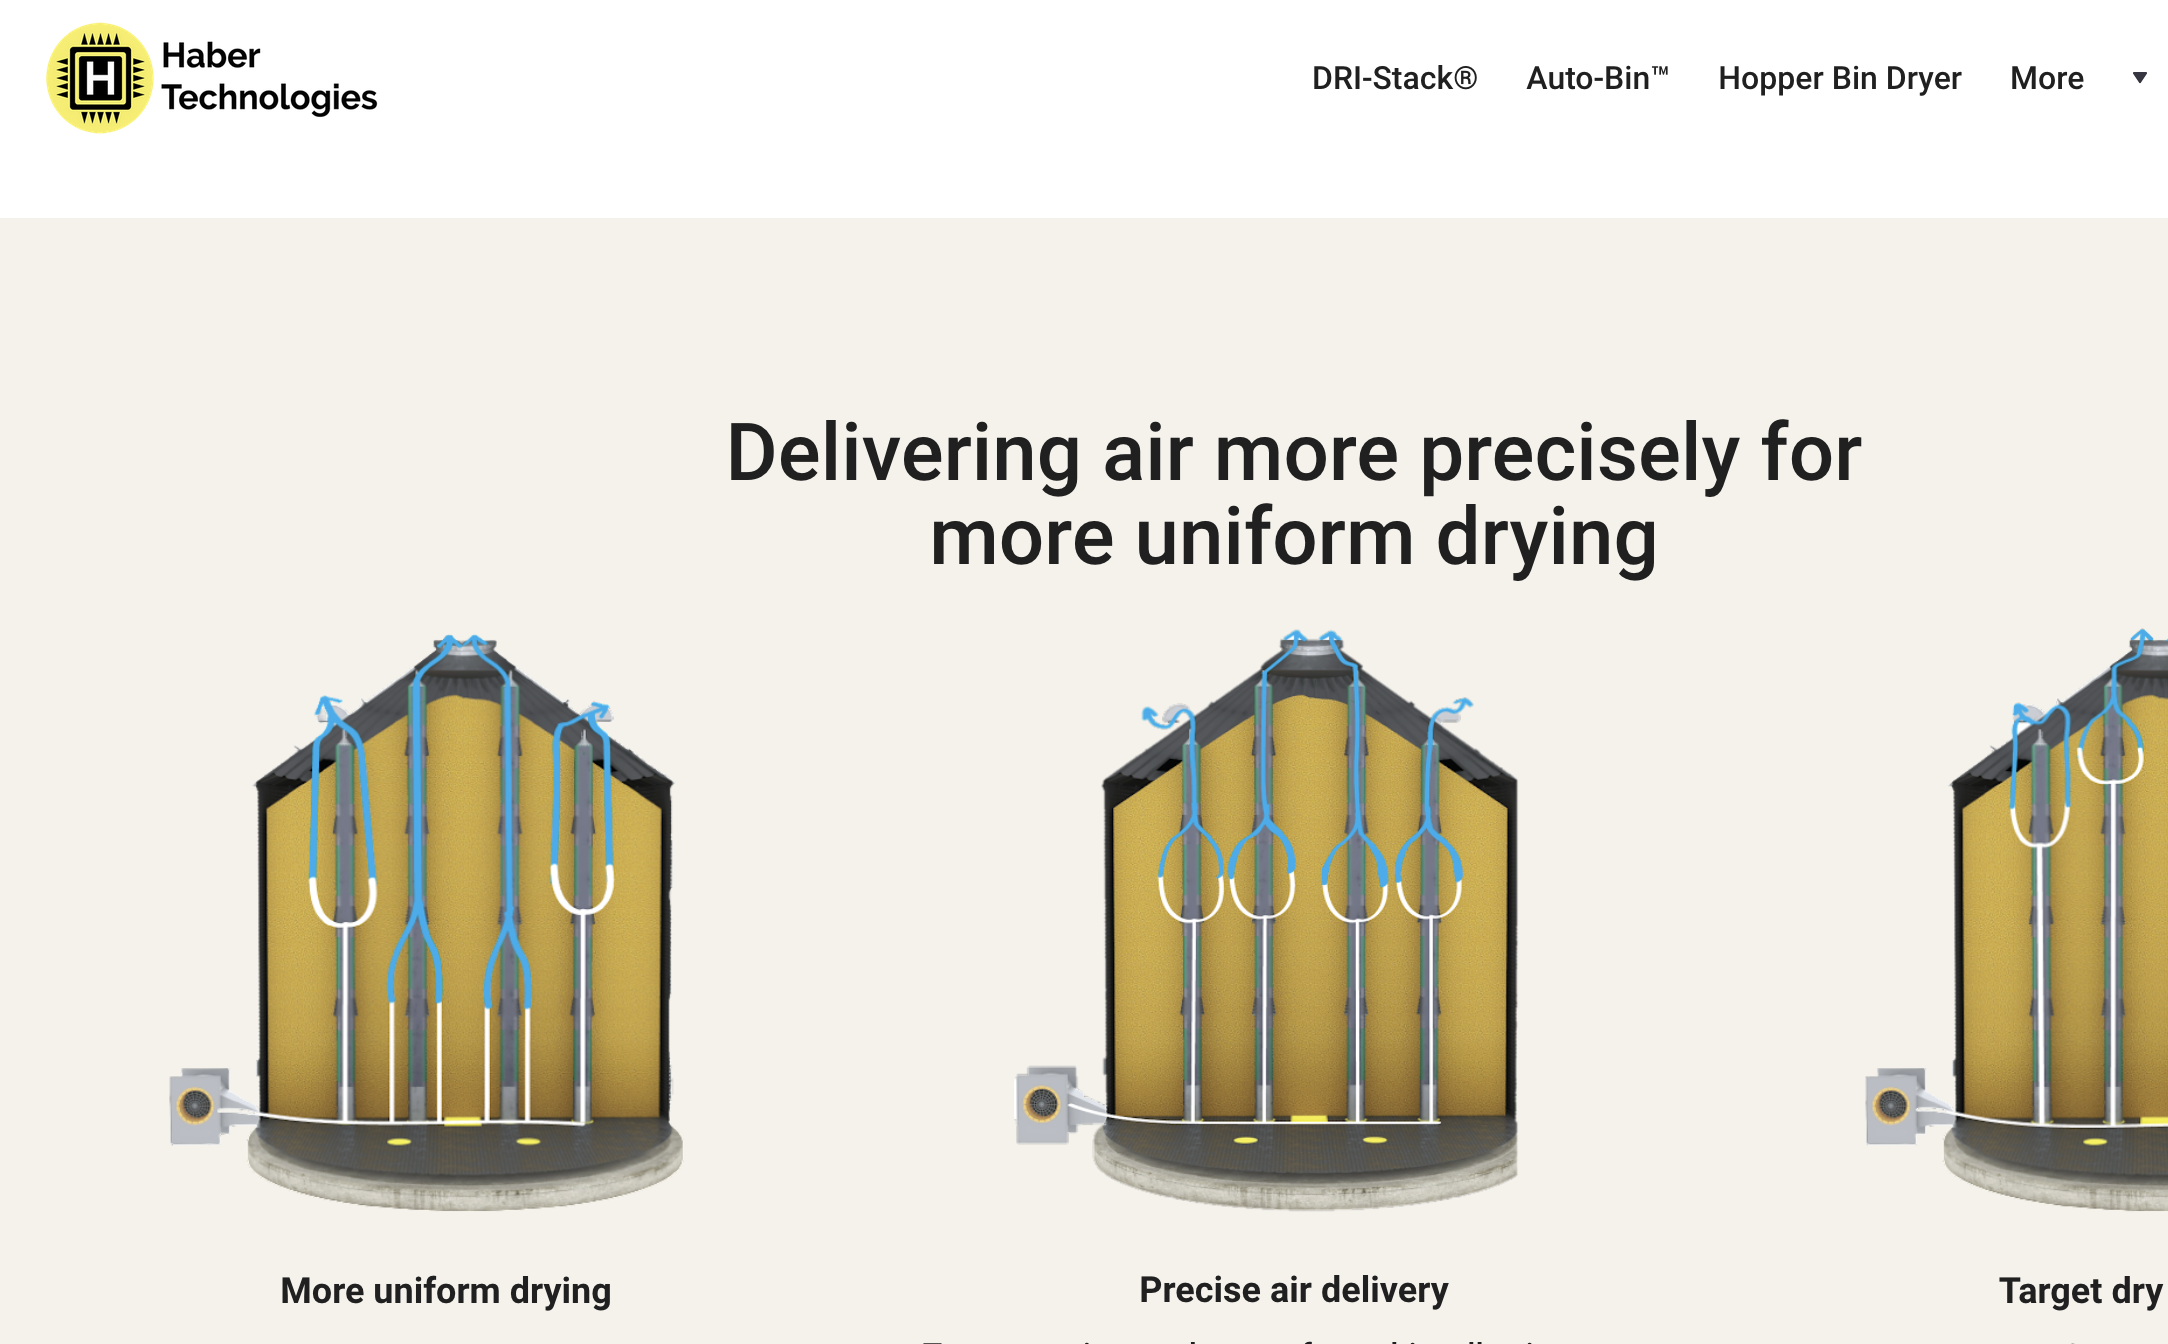 Haber
Technologies
DRI-Stack®
Auto-Bin™
Hopper Bin Dryer
More
Delivering air more precisely for
more uniform drying
More uniform drying
Precise air delivery
Target dry